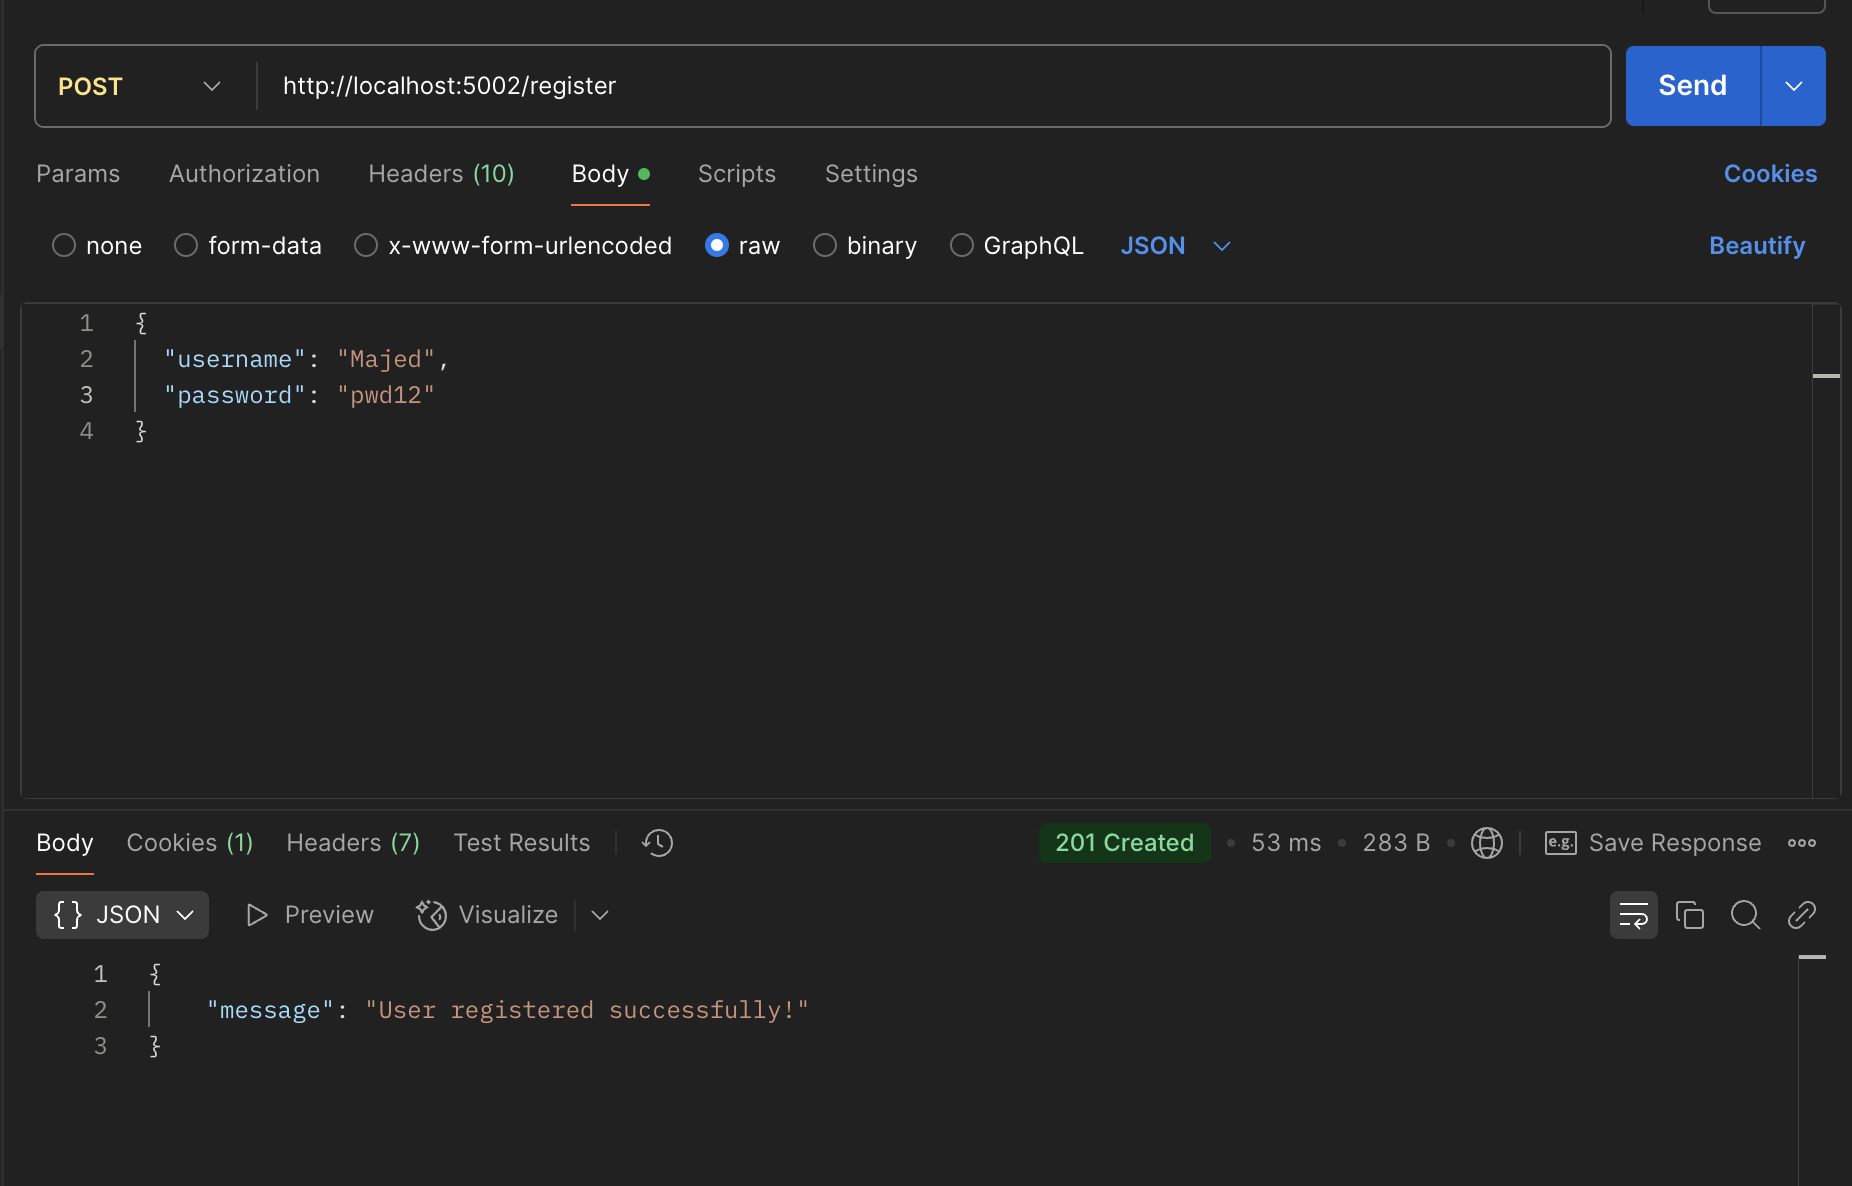 POST http://localhost:5002/register Send
Params Authorization Headers (10) Body Scripts Settings Cookies
none form-data x-www-form-urlencoded raw binary GraphQL JSON Beautify
1 {
2 "username": "Majed",
3 "password": "pwd12"
4 }
Body Cookies (1) Headers (7) Test Results 201 Created • 53 ms • 283 B • e.g. Save Response
{} JSON Preview Visualize
1 {
2 "message": "User registered successfully!"
3 }